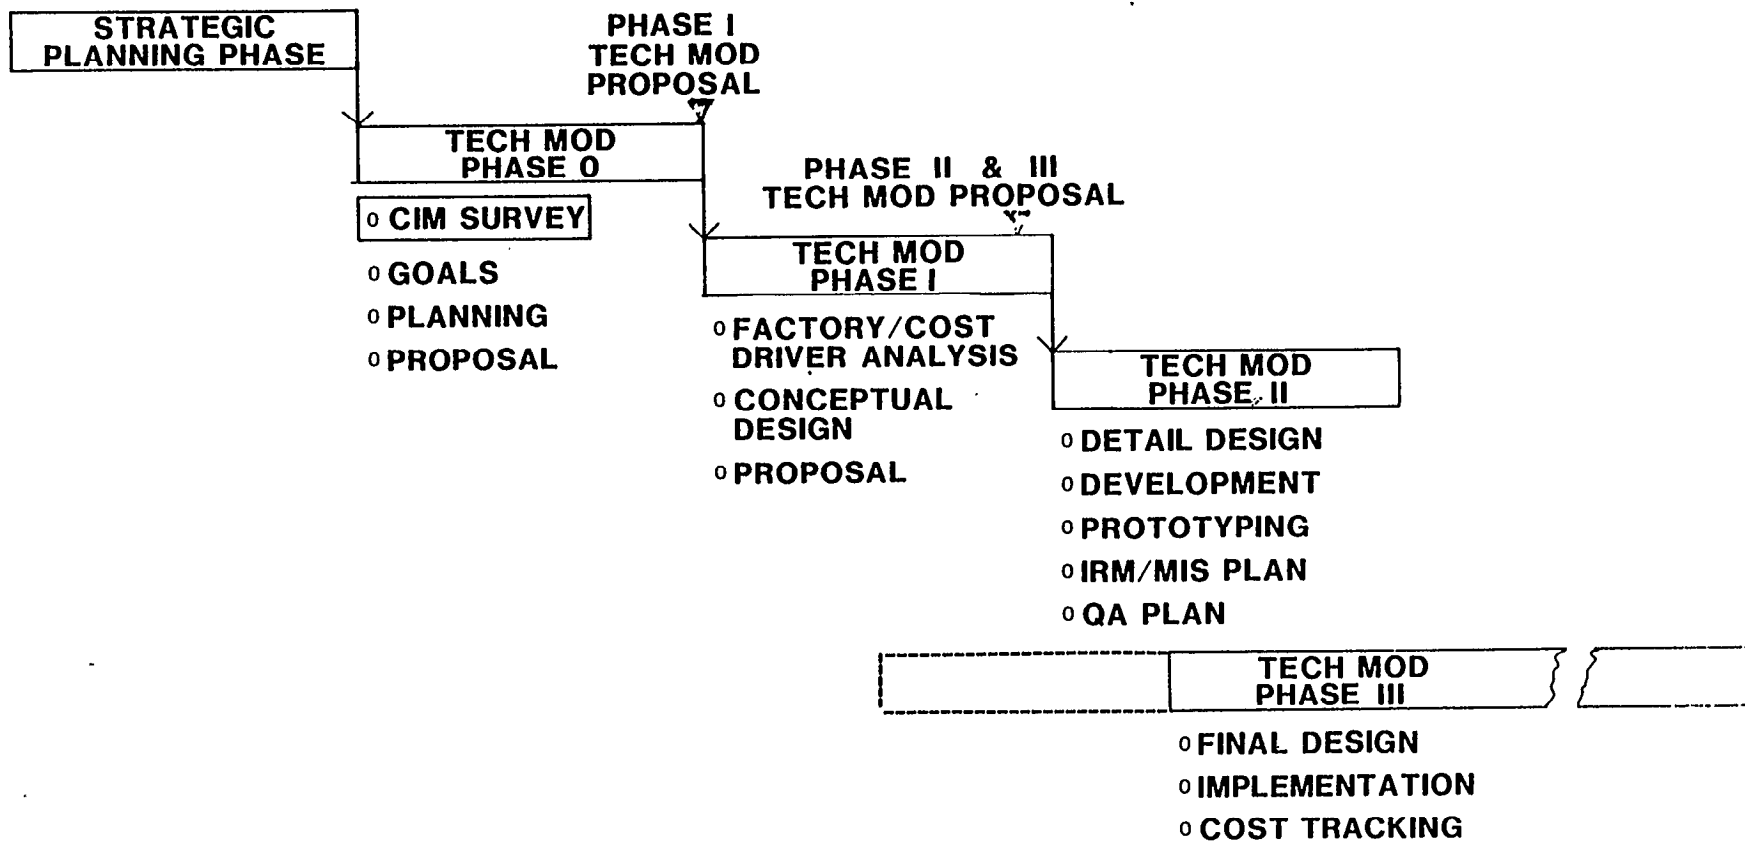 STRATEGIC
PLANNING PHASE
PHASE I
TECH MOD
PROPOSAL
TECH MOD
PHASE 0
o CIM SURVEY
o GOALS
o PLANNING
o PROPOSAL
PHASE II & III
TECH MOD PROPOSAL
TECH MOD
PHASE I
o FACTORY/COST
DRIVER ANALYSIS
o CONCEPTUAL
DESIGN
o PROPOSAL
TECH MOD
PHASE II
o DETAIL DESIGN
o DEVELOPMENT
o PROTOTYPING
o IRM/MIS PLAN
o QA PLAN
TECH MOD
PHASE III
o FINAL DESIGN
o IMPLEMENTATION
o COST TRACKING